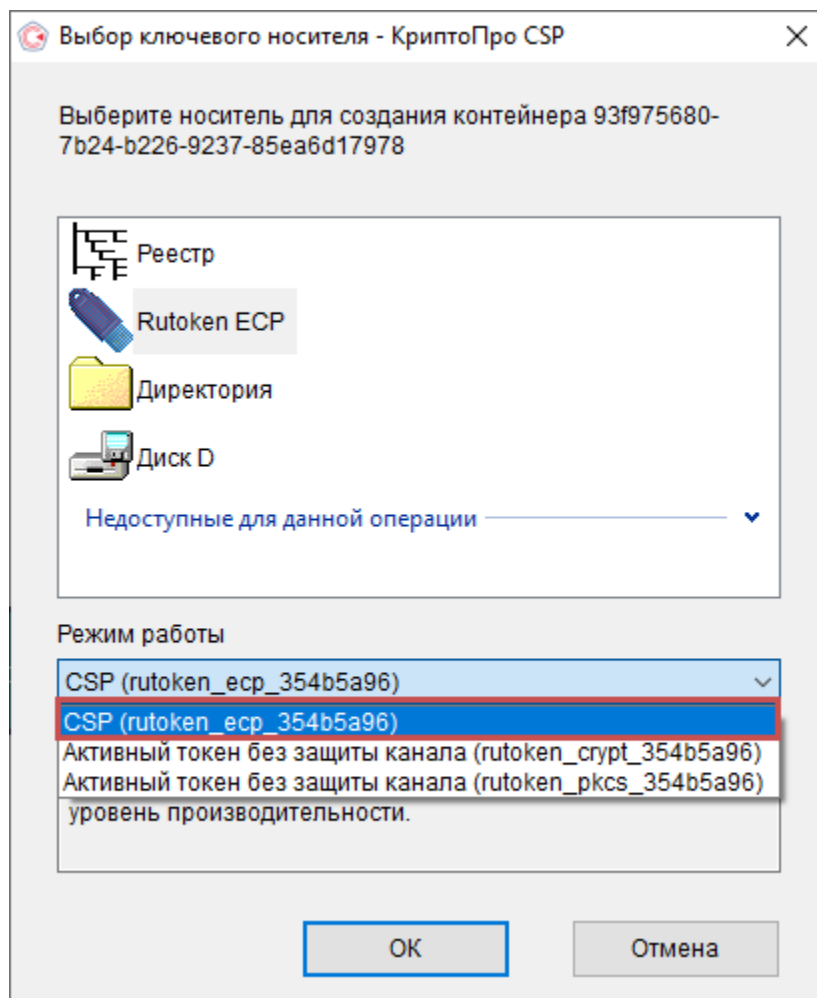 Выбор ключевого носителя - КриптоПро CSP
Выберите носитель для создания контейнера 93f975680-
7b24-b226-9237-85ea6d17978
Реестр
Rutoken ECP
Директория
Диск D
Недоступные для данной операции
Режим работы
CSP (rutoken_ecp_354b5a96)
CSP (rutoken_ecp_354b5a96)
Активный токен без защиты канала (rutoken_crypt_354b5a96)
Активный токен без защиты канала (rutoken_pkcs_354b5a96)
уровень производительности.
ОК
Отмена